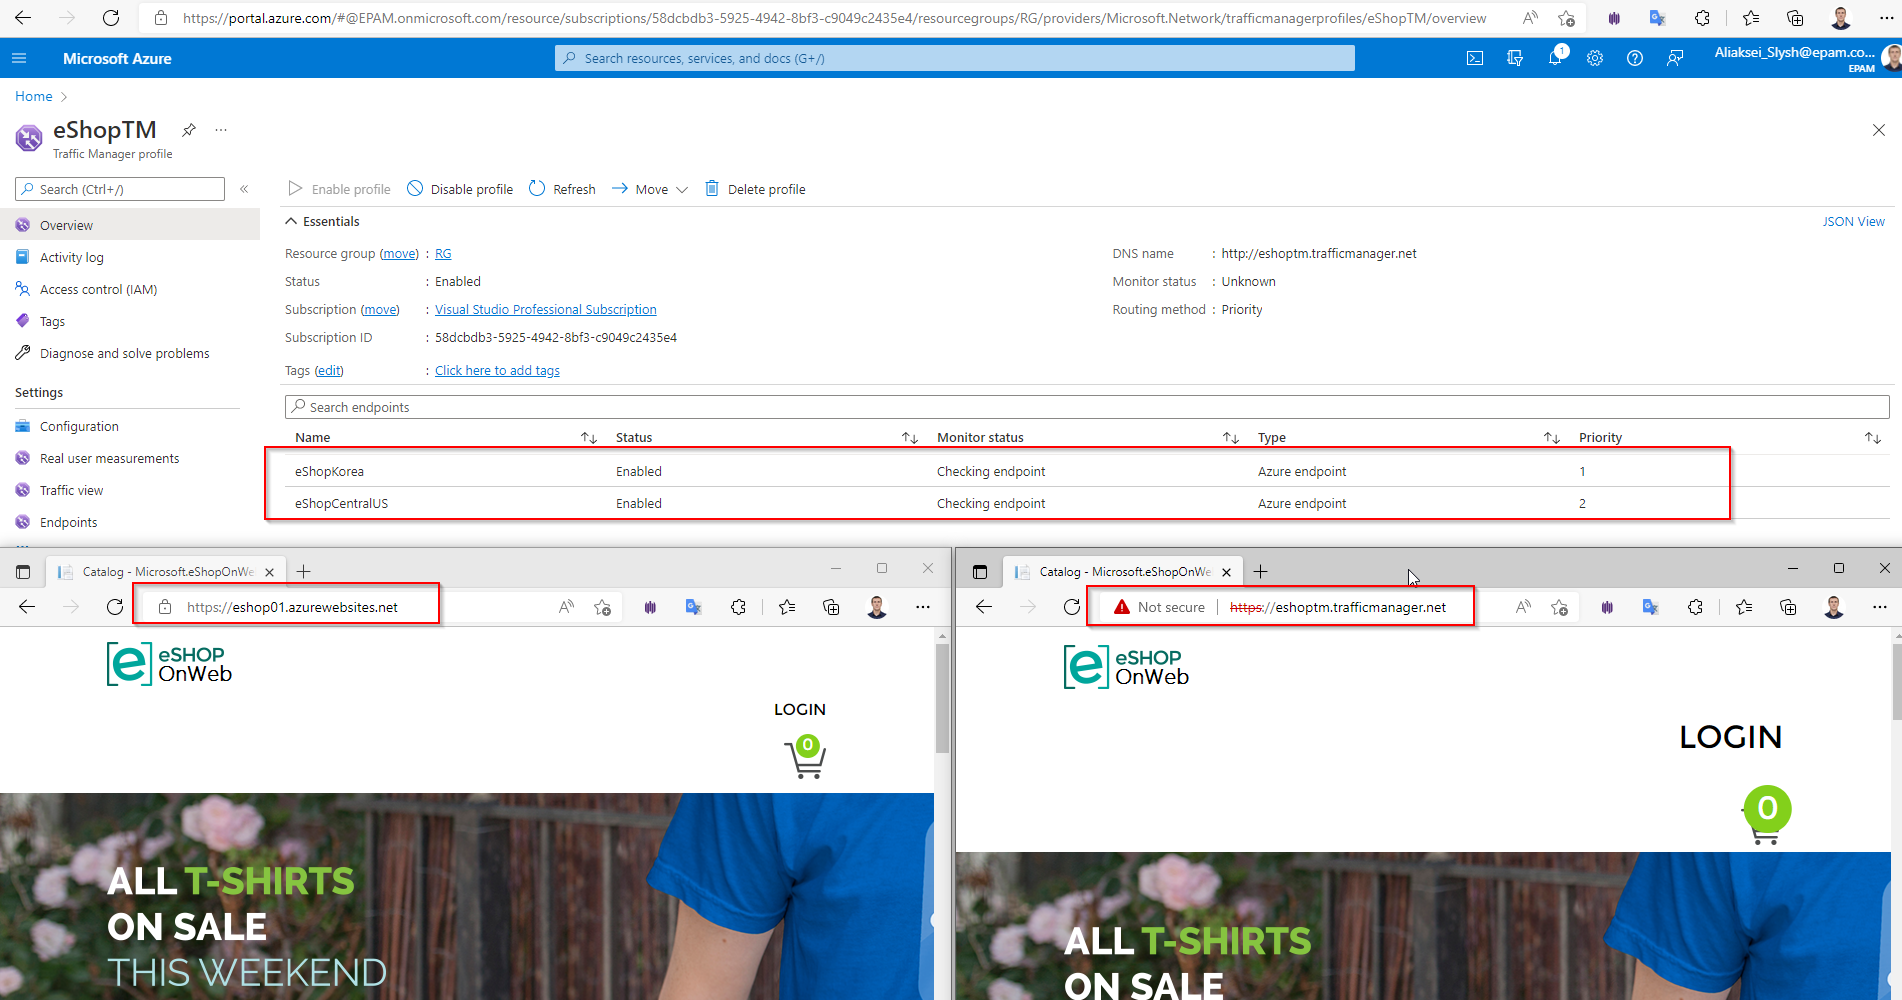 https://portal.azure.com/#@EPAM.onmicrosoft.com/resource/subscriptions/58dcbdb3-5925-4942-8bf3-c9049c2435e4/resourcegroups/RG/providers/Microsoft.Network/trafficmanagerprofiles/eShopTM/overview
Microsoft Azure
Search resources, services, and docs (G+/)
1
Aliaksei_Slysh@epam.co...
EPAM
Home
eShopTM
Traffic Manager profile
Search (Ctrl+/)
Enable profile
Disable profile
Refresh
Move
Delete profile
Overview
Activity log
Access control (IAM)
Tags
Diagnose and solve problems
Settings
Configuration
Real user measurements
Traffic view
Endpoints
Essentials
JSON View
Resource group (move) : RG
Status : Enabled
Subscription (move) : Visual Studio Professional Subscription
Subscription ID : 58dcbdb3-5925-4942-8bf3-c9049c2435e4
Tags (edit) : Click here to add tags
DNS name : http://eshoptm.trafficmanager.net
Monitor status : Unknown
Routing method : Priority
Search endpoints
Name Status Monitor status Type Priority
eShopKorea Enabled Checking endpoint Azure endpoint 1
eShopCentralUS Enabled Checking endpoint Azure endpoint 2
Catalog - Microsoft.eShopOnWe
https://eshop01.azurewebsites.net
eSHOP
OnWeb
LOGIN
0
ALL T-SHIRTS
ON SALE
THIS WEEKEND
Catalog - Microsoft.eShopOnWe
Not secure https://eshoptm.trafficmanager.net
eSHOP
OnWeb
LOGIN
0
ALL T-SHIRTS
ON SALE